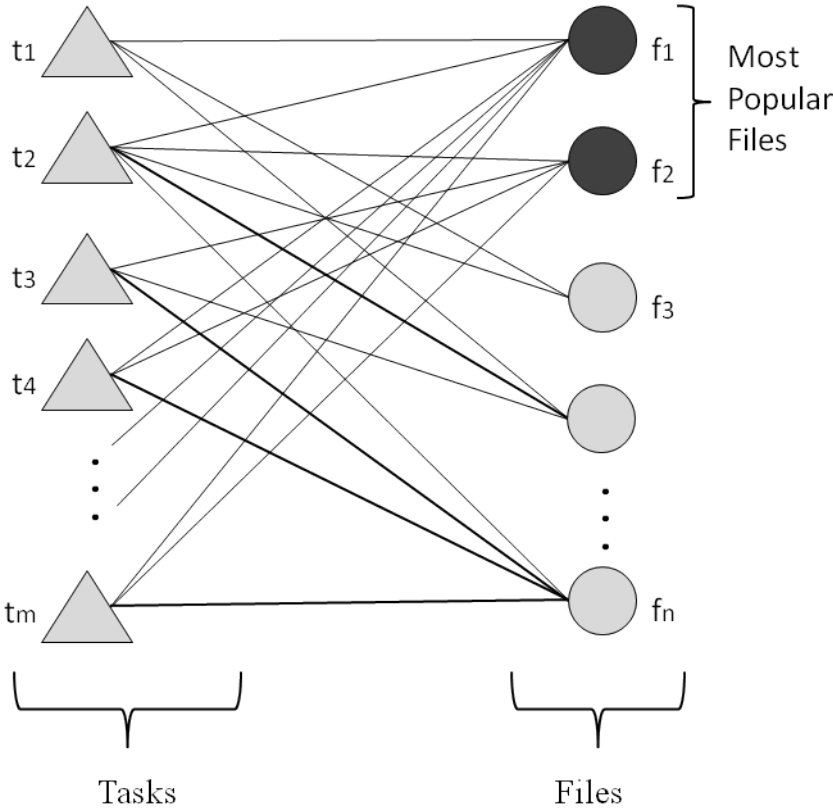 t1
f1
Most
Popular
Files
t2
f2
t3
f3
t4
tm
fn
Tasks
Files